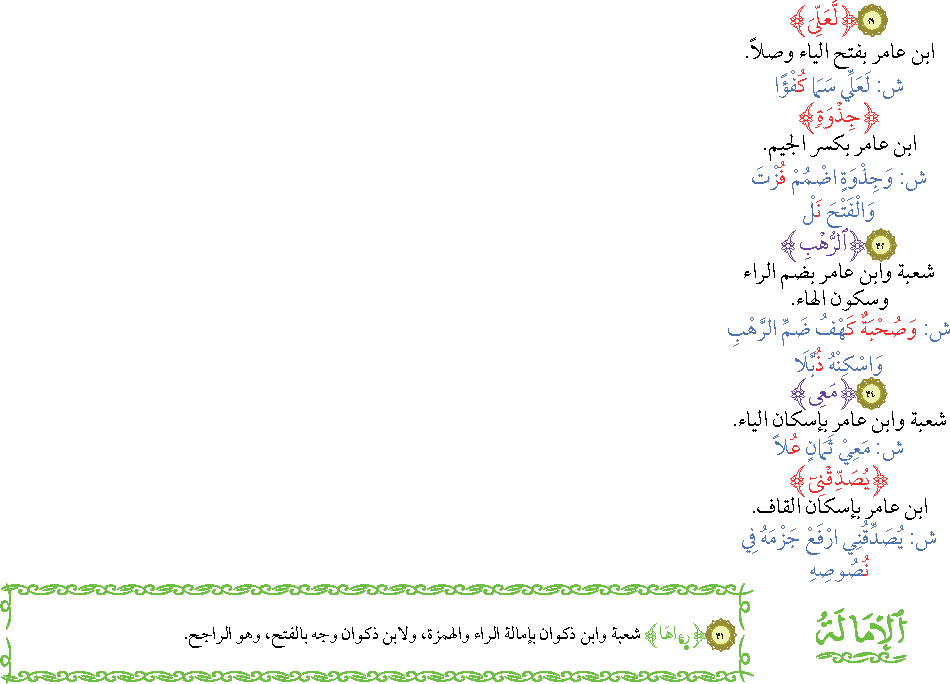 ٢٩ ﴿لَّعَلِّيَ﴾
ابن عامر بفتح الياء وصلاً.
ش: لَعَلِّي سَمَا كُفْؤًا
﴿جِذْوَةٖ﴾
ابن عامر بكسر الجيم.
ش: وَجِذْوَةٍ اضْمُمْ فُزْتَ
وَالْفَتْحَ نَلْ
٣٢ ﴿ٱلرُّهْبِ﴾
شعبة وابن عامر بضم الراء
وسكون الهاء.
ش: وَصُحْبَةٌ كَهْفُ ضَمِّ الرَّهْبِ
وَاسْكِنْهُ ذُبَّلَا
٣٤ ﴿مَعِي﴾
شعبة وابن عامر بإسكان الياء.
ش: مَعِيْ ثَمَانٍ عُلاً
﴿يُصَدِّقْنِيٓ﴾
ابن عامر بإسكان القاف.
ش: يُصَدِّقُنِي ارْفَعْ جَزْمَهُ فِي
نُصُوصِهِ
ٱلْإِمَالَةُ
٣١ ﴿رِءَاهَا﴾ شعبة وابن ذكوان بإمالة الراء والهمزة، ولابن ذكوان وجه بالفتح، وهو الراجح.